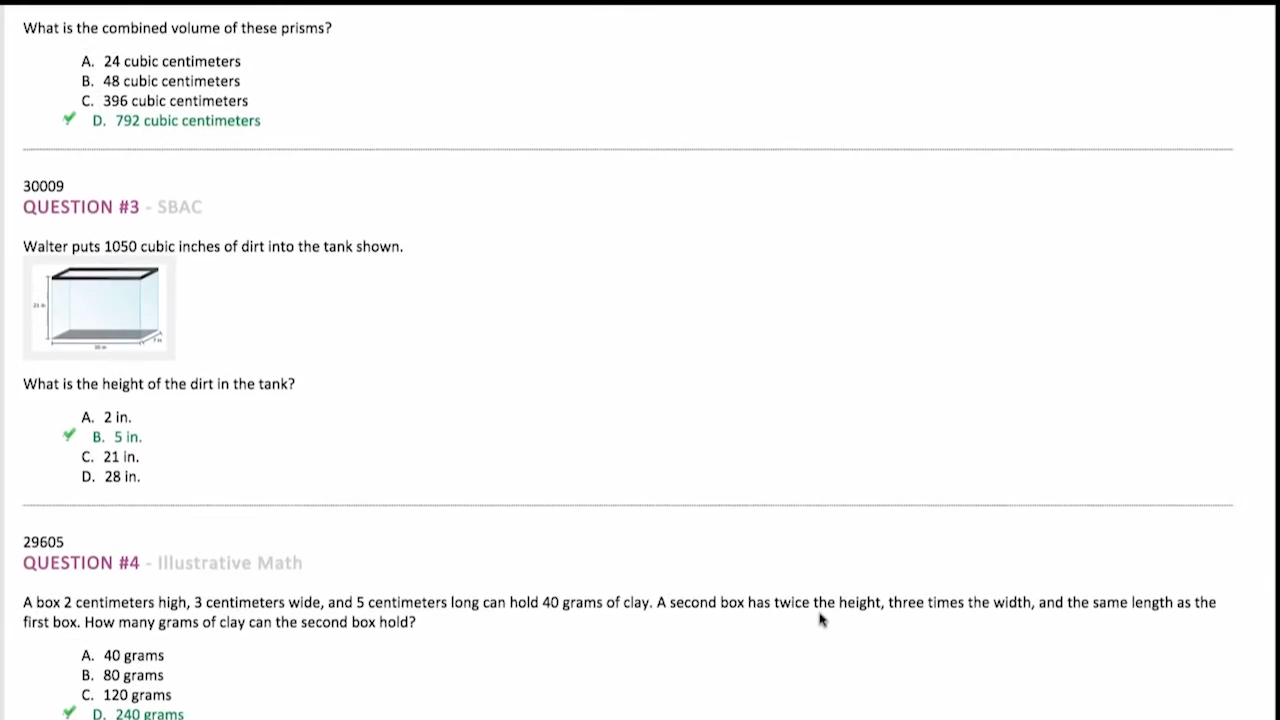 What is the combined volume of these prisms?
A. 24 cubic centimeters
B. 48 cubic centimeters
C. 396 cubic centimeters
D. 792 cubic centimeters
30009
QUESTION #3 - SBAC
Walter puts 1050 cubic inches of dirt into the tank shown.
What is the height of the dirt in the tank?
A. 2 in.
B. 5 in.
C. 21 in.
D. 28 in.
29605
QUESTION #4 - Illustrative Math
A box 2 centimeters high, 3 centimeters wide, and 5 centimeters long can hold 40 grams of clay. A second box has twice the height, three times the width, and the same length as the
first box. How many grams of clay can the second box hold?
A. 40 grams
B. 80 grams
C. 120 grams
D. 240 grams